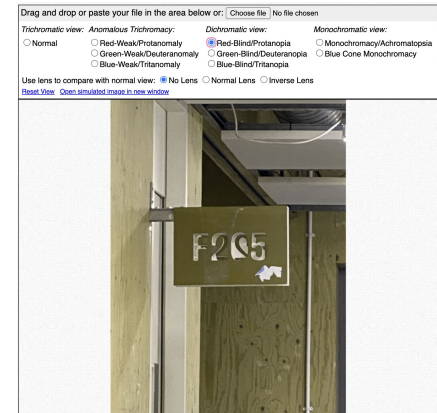 Drag and drop or paste your file in the area below or: Choose file No file chosen
Trichromatic view: Anomalous Trichromacy: Dichromatic view: Monochromatic view:
Normal Red-Weak/Protanomaly Red-Blind/Protanopia Monochromacy/Achromatopsia
Green-Weak/Deuteranomaly Green-Blind/Deuteranopia Blue Cone Monochromacy
Blue-Weak/Tritanomaly Blue-Blind/Tritanopia
Use lens to compare with normal view: No Lens Normal Lens Inverse Lens
Reset View Open simulated image in new window
F205